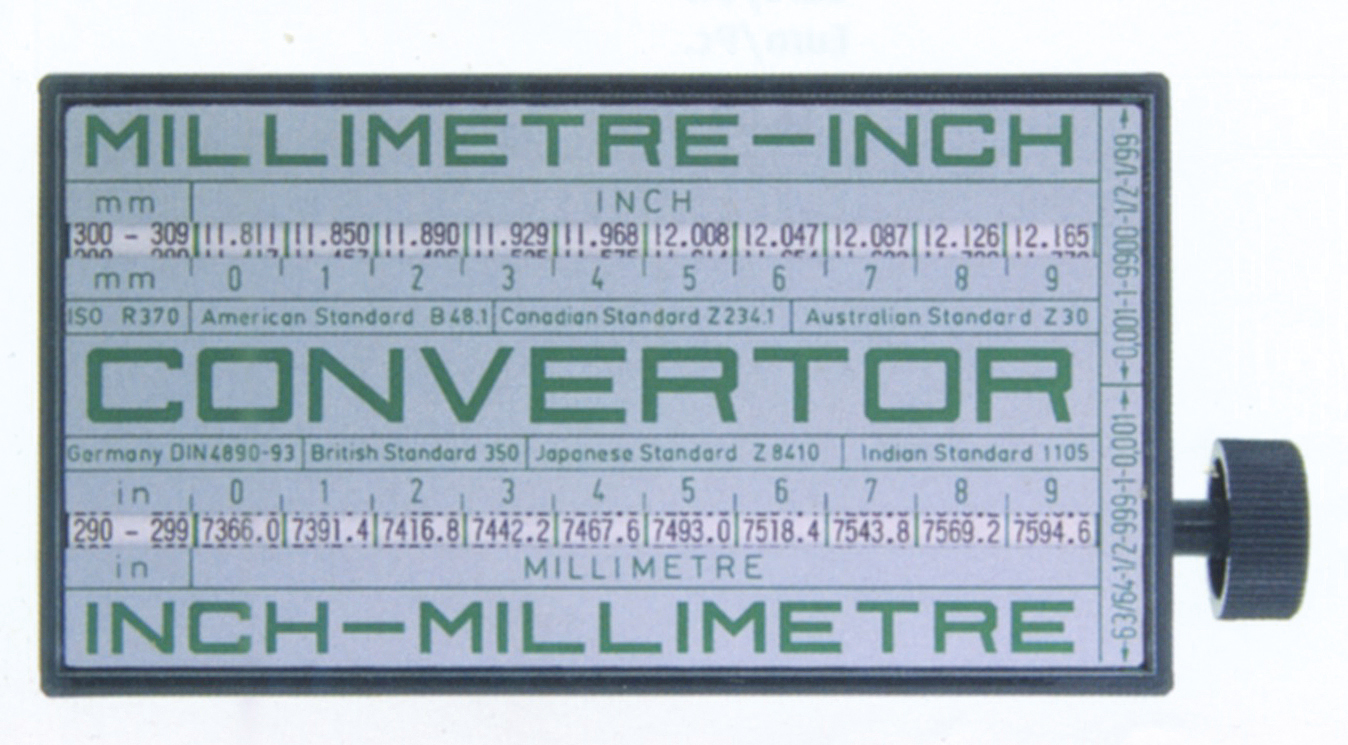 MILLIMETRE-INCH
mm INCH
300 - 309 11.811 11.850 11.890 11.929 11.968 12.008 12.047 12.087 12.126 12.165
mm 0 1 2 3 4 5 6 7 8 9
ISO R370 American Standard B48.1 Canadian Standard Z234.1 Australian Standard Z30
CONVERTOR
Germany DIN4890-93 British Standard 350 Japanese Standard Z8410 Indian Standard 1105
in 0 1 2 3 4 5 6 7 8 9
290 - 299 7366.0 7391.4 7416.8 7442.2 7467.6 7493.0 7518.4 7543.8 7569.2 7594.6
in MILLIMETRE
INCH-MILLIMETRE
←0,001-1-9900-1/2-1/99→
←63/64-1/2-999-1-0,001→